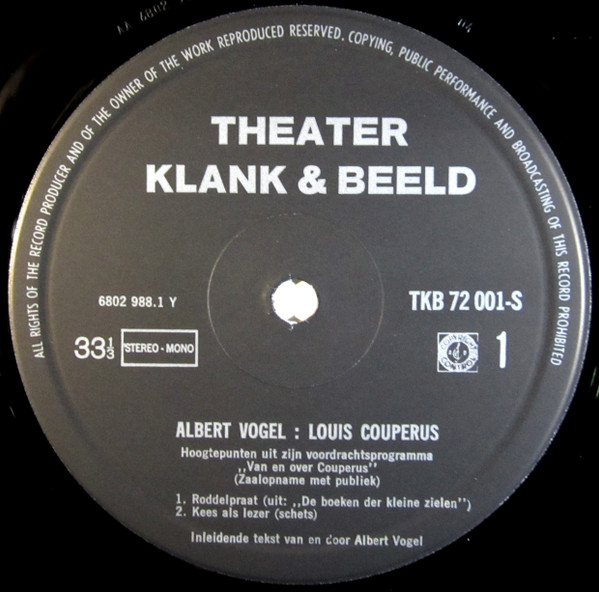 ALL RIGHTS OF THE RECORD PRODUCER AND OF THE OWNER OF THE WORK REPRODUCED RESERVED. COPYING, PUBLIC PERFORMANCE AND BROADCASTING OF THIS RECORD PROHIBITED
THEATER
KLANK & BEELD
6802 988.1 Y
TKB 72 001-S
33⅓
STEREO - MONO
1
ALBERT VOGEL : LOUIS COUPERUS
Hoogtepunten uit zijn voordrachtsprogramma
,,Van en over Couperus''
(Zaalopname met publiek)
1. Roddelpraat (uit: ,,De boeken der kleine zielen'')
2. Kees als lezer (schets)
Inleidende tekst van en door Albert Vogel